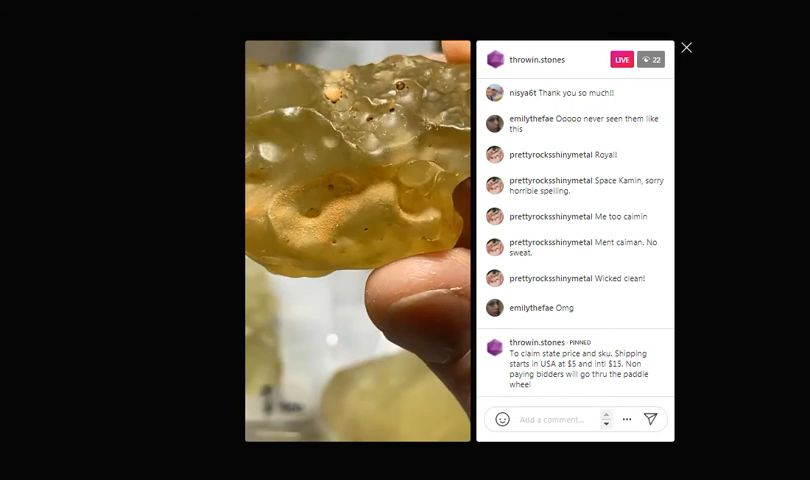 throwin.stones
LIVE
22
nisya6t Thank you so much!!
emilythefae Ooooo never seen them like
this
prettyrocksshinymetal Royal!
prettyrocksshinymetal Space Kamin, sorry
horrible spelling.
prettyrocksshinymetal Me too caimin
prettyrocksshinymetal Ment caiman. No
sweat.
prettyrocksshinymetal Wicked clean!
emilythefae Omg
throwin.stones · PINNED
To claim state price and sku. Shipping
starts in USA at $5 and intl $15. Non
paying bidders will go thru the paddle
wheel
Add a comment...